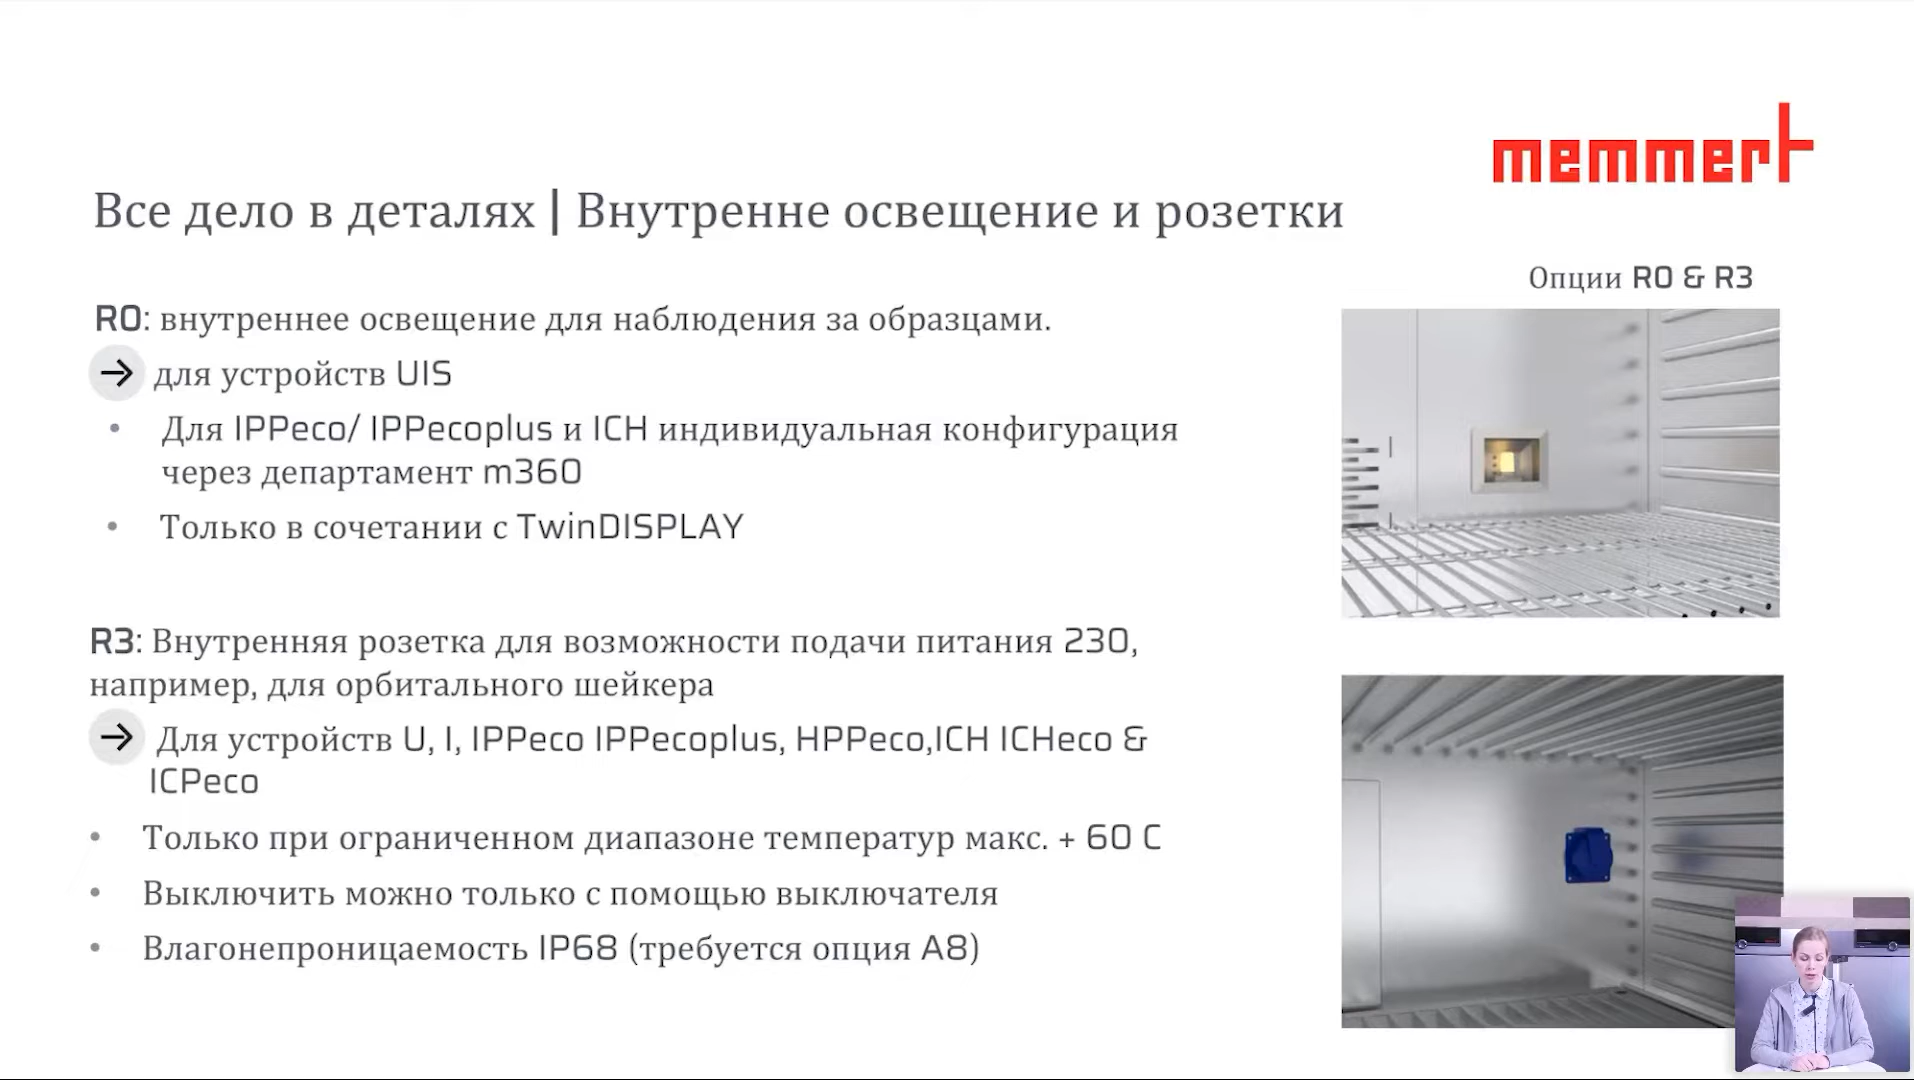 memmert
Все дело в деталях | Внутренне освещение и розетки
Опции R0 & R3
R0: внутреннее освещение для наблюдения за образцами.
→ для устройств UIS
• Для IPPeco/ IPPecoplus и ICH индивидуальная конфигурация
через департамент m360
• Только в сочетании с TwinDISPLAY
R3: Внутренняя розетка для возможности подачи питания 230,
например, для орбитального шейкера
→ Для устройств U, I, IPPeco IPPecoplus, HPPeco,ICH ICHeco &
ICPeco
• Только при ограниченном диапазоне температур макс. + 60 С
• Выключить можно только с помощью выключателя
• Влагонепроницаемость IP68 (требуется опция A8)